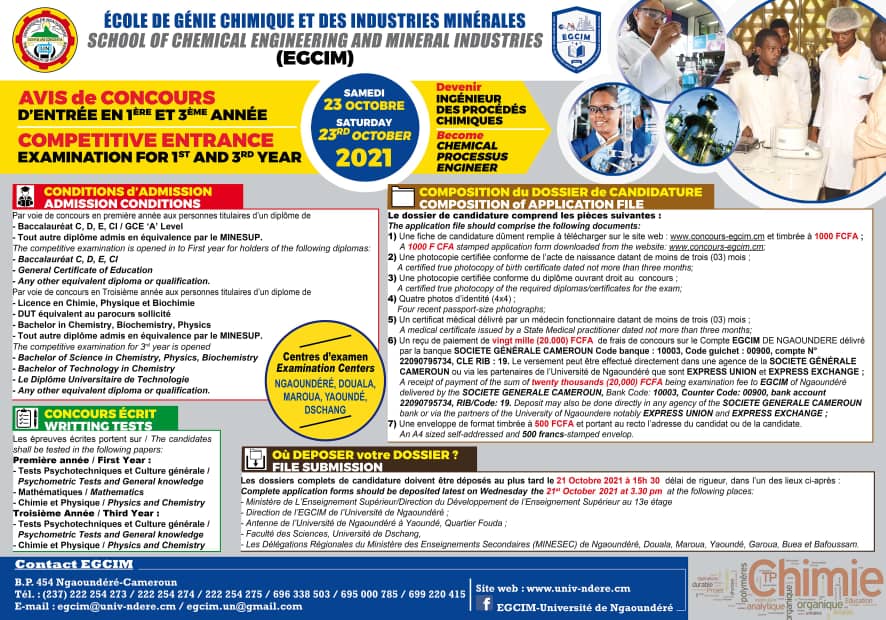 ÉCOLE DE GÉNIE CHIMIQUE ET DES INDUSTRIES MINÉRALES
SCHOOL OF CHEMICAL ENGINEERING AND MINERAL INDUSTRIES
(EGCIM)
EGCIM
AVIS de CONCOURS
D'ENTRÉE EN 1ÈRE ET 3ÈME ANNÉE
COMPETITIVE ENTRANCE
EXAMINATION FOR 1ST AND 3RD YEAR
SAMEDI
23 OCTOBRE
SATURDAY
23RD OCTOBER
2021
Devenir
INGÉNIEUR
DES PROCÉDÉS
CHIMIQUES
Become
CHEMICAL
PROCESSUS
ENGINEER
CONDITIONS d'ADMISSION
ADMISSION CONDITIONS
Par voie de concours en première année aux personnes titulaires d'un diplôme de
- Baccalauréat C, D, E, CI / GCE 'A' Level
- Tout autre diplôme admis en équivalence par le MINESUP.
The competitive examination is opened in to First year for holders of the following diplomas:
- Baccalauréat C, D, E, CI
- General Certificate of Education
- Any other equivalent diploma or qualification.
Par voie de concours en Troisième année aux personnes titulaires d'un diplome de
- Licence en Chimie, Physique et Biochimie
- DUT équivalent au parcours sollicité
- Bachelor in Chemistry, Biochemistry, Physics
- Tout autre diplôme admis en équivalence par le MINESUP.
The competitive examination for 3rd year is opened
- Bachelor of Science in Chemistry, Physics, Biochemistry
- Bachelor of Technology in Chemistry
- Le Diplôme Universitaire de Technologie
- Any other equivalent diploma or qualification.
Centres d'examen
Examination Centers
NGAOUNDÉRÉ, DOUALA,
MAROUA, YAOUNDÉ,
DSCHANG
CONCOURS ÉCRIT
WRITTING TESTS
Les épreuves écrites portent sur / The candidates
shall be tested in the following papers:
Première année / First Year :
- Tests Psychotechniques et Culture générale /
Psychometric Tests and General knowledge
- Mathématiques / Mathematics
- Chimie et Physique / Physics and Chemistry
Troisième Année / Third Year :
- Tests Psychotechniques et Culture générale /
Psychometric Tests and General knowledge
- Chimie et Physique / Physics and Chemistry
COMPOSITION du DOSSIER de CANDIDATURE
COMPOSITION of APPLICATION FILE
Le dossier de candidature comprend les pièces suivantes :
The application file should comprise the following documents:
1) Une fiche de candidature dûment remplie à télécharger sur le site web : www.concours-egcim.cm et timbrée à 1000 FCFA ;
A 1000 F CFA stamped application form downloaded from the website: www.concours-egcim.cm;
2) Une photocopie certifiée conforme de l'acte de naissance datant de moins de trois (03) mois ;
A certified true photocopy of birth certificate dated not more than three months;
3) Une photocopie certifiée conforme du diplôme ouvrant droit au concours ;
A certified true photocopy of the required diplomas/certificates for the exam;
4) Quatre photos d'identité (4x4) ;
Four recent passport-size photographs;
5) Un certificat médical délivré par un médecin fonctionnaire datant de moins de trois (03) mois ;
A medical certificate issued by a State Medical practitioner dated not more than three months;
6) Un reçu de paiement de vingt mille (20.000) FCFA de frais de concours sur le Compte EGCIM DE NGAOUNDERE délivré
par la banque SOCIETE GÉNÉRALE CAMEROUN Code banque : 10003, Code guichet : 00900, compte N°
22090795734, CLE RIB : 19. Le versement peut être effectué directement dans une agence de la SOCIETE GÉNÉRALE
CAMEROUN ou via les partenaires de l'Université de Ngaoundéré que sont EXPRESS UNION et EXPRESS EXCHANGE ;
A receipt of payment of the sum of twenty thousands (20,000) FCFA being examination fee to EGCIM of Ngaoundéré
delivered by the SOCIETE GENERALE CAMEROUN, Bank Code: 10003, Counter Code: 00900, bank account
22090795734, RIB/Code: 19. Deposit may also be done directly in any agency of the SOCIETE GENERALE CAMEROUN
bank or via the partners of the University of Ngaoundere notably EXPRESS UNION and EXPRESS EXCHANGE ;
7) Une enveloppe de format timbrée à 500 FCFA et portant au recto l'adresse du candidat ou de la candidate.
An A4 sized self-addressed and 500 francs-stamped envelop.
Où DEPOSER votre DOSSIER ?
FILE SUBMISSION
Les dossiers complets de candidature doivent être déposés au plus tard le 21 Octobre 2021 à 15h 30 délai de rigueur, dans l'un des lieux ci-après :
Complete application forms should be deposited latest on Wednesday the 21st October 2021 at 3.30 pm at the following places:
- Ministère de L'Enseignement Supérieur/Direction du Développement de l'Enseignement Supérieur au 13e étage
- Direction de l'EGCIM de l'Université de Ngaoundéré ;
- Antenne de l'Université de Ngaoundéré à Yaoundé, Quartier Fouda ;
- Faculté des Sciences, Université de Dschang,
- Les Délégations Régionales du Ministère des Enseignements Secondaires (MINESEC) de Ngaoundéré, Douala, Maroua, Yaoundé, Garoua, Buea et Bafoussam.
Contact EGCIM
B.P. 454 Ngaoundéré-Cameroun
Tél. : (237) 222 254 273 / 222 254 274 / 222 254 275 / 696 338 503 / 695 000 785 / 699 220 415
E-mail : egcim@univ-ndere.cm / egcim.un@gmail.com
Site web : www.univ-ndere.cm
EGCIM-Université de Ngaoundéré
Chimie
TP
durable
Projet
polymères
analytique
organique
Education